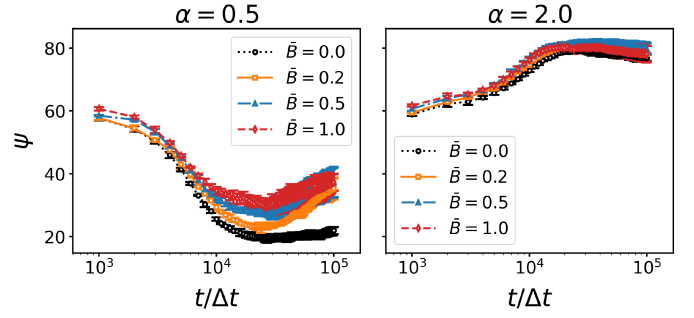 α = 0.5
α = 2.0
80
60
40
20
ψ
B̄ = 0.0
B̄ = 0.2
B̄ = 0.5
B̄ = 1.0
B̄ = 0.0
B̄ = 0.2
B̄ = 0.5
B̄ = 1.0
10³ 10⁴ 10⁵
10³ 10⁴ 10⁵
t/Δt
t/Δt